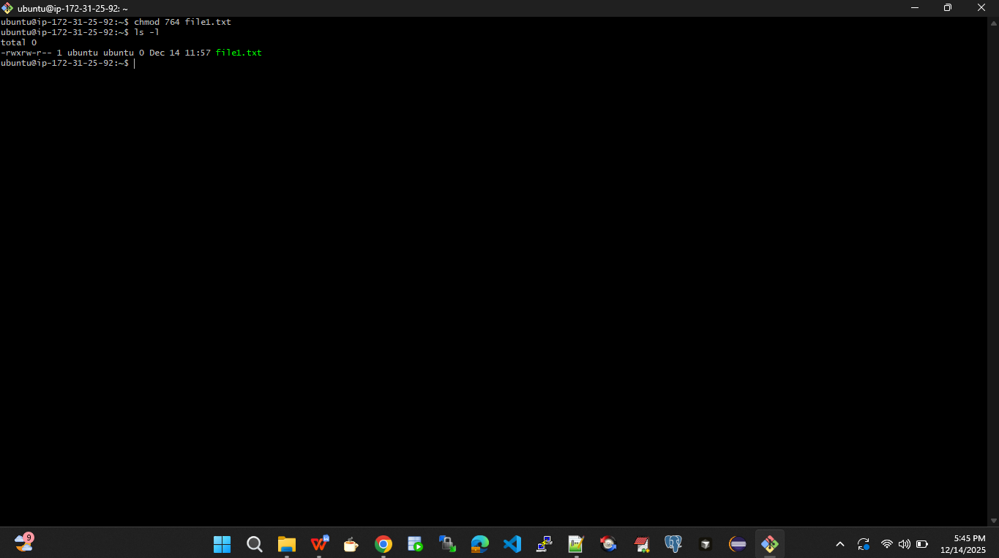 ubuntu@ip-172-31-25-92: ~
ubuntu@ip-172-31-25-92:~$ chmod 764 file1.txt
ubuntu@ip-172-31-25-92:~$ ls -l
total 0
-rwxrw-r-- 1 ubuntu ubuntu 0 Dec 14 11:57 file1.txt
ubuntu@ip-172-31-25-92:~$
9
5:45 PM
12/14/2025